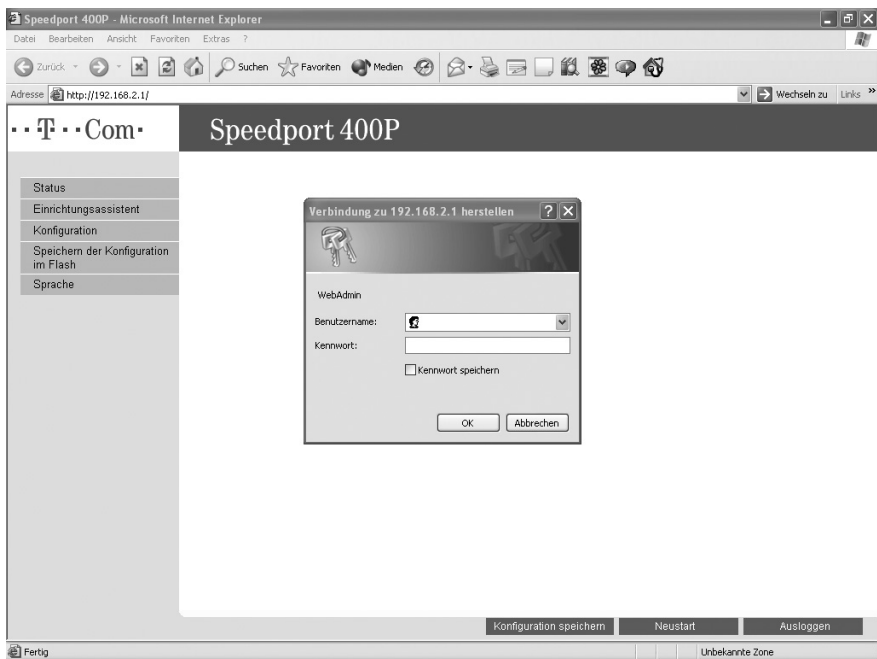 Speedport 400P - Microsoft Internet Explorer
Datei Bearbeiten Ansicht Favoriten Extras ?
Zurück Suchen Favoriten Medien
Adresse http://192.168.2.1/ Wechseln zu Links »
··T··Com· Speedport 400P
Status
Einrichtungsassistent
Konfiguration
Speichern der Konfiguration
im Flash
Sprache
Verbindung zu 192.168.2.1 herstellen
WebAdmin
Benutzername:
Kennwort:
Kennwort speichern
OK Abbrechen
Konfiguration speichern Neustart Ausloggen
Fertig Unbekannte Zone